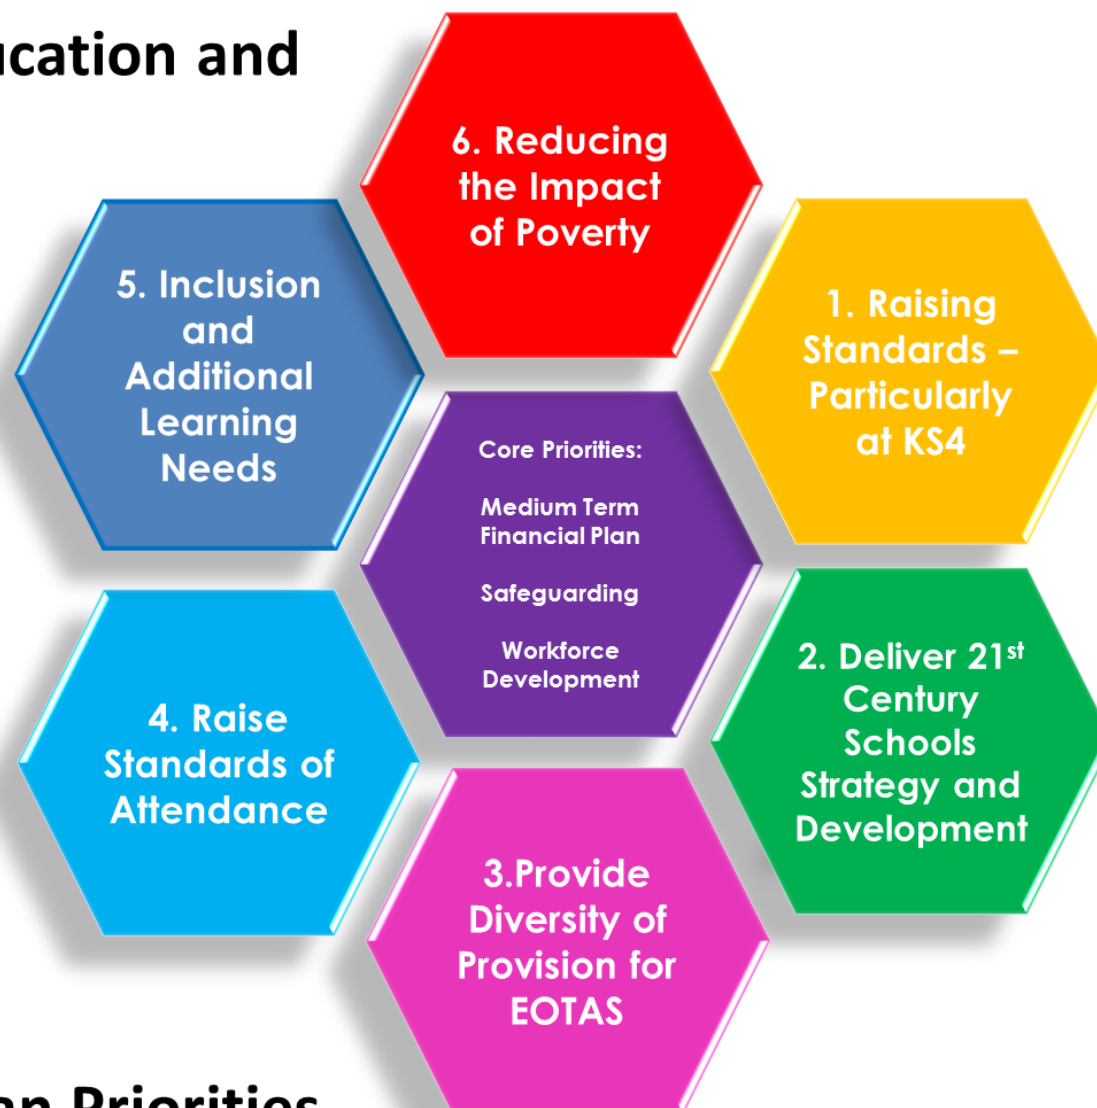 and
6. Reducing
the Impact
of Poverty
5. Inclusion
and
Additional
Learning
Needs
1. Raising
Standards –
Particularly
at KS4
Core Priorities:
Medium Term
Financial Plan
Safeguarding
Workforce
Development
2. Deliver 21st
Century
Schools
Strategy and
Development
4. Raise
Standards of
Attendance
3.Provide
Diversity of
Provision for
EOTAS
Priorities